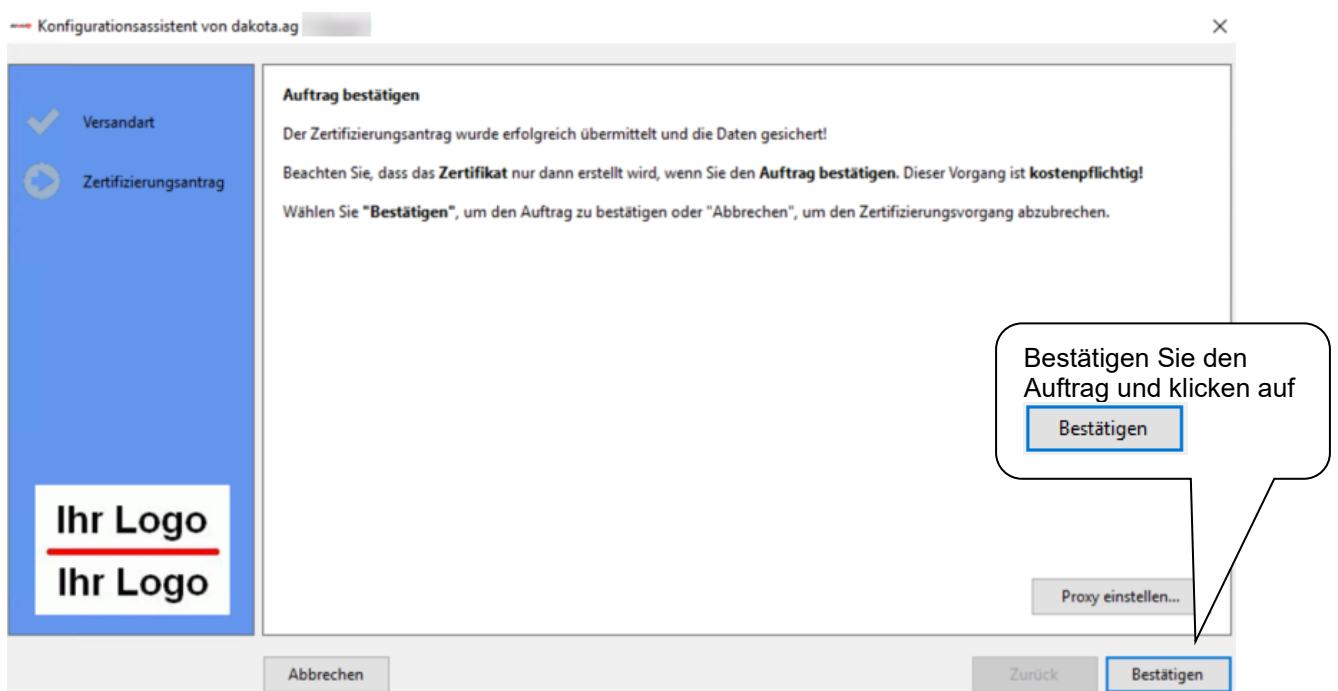 Konfigurationsassistent von dakota.ag
Versandart
Zertifizierungsantrag
Ihr Logo
Ihr Logo
Auftrag bestätigen
Der Zertifizierungsantrag wurde erfolgreich übermittelt und die Daten gesichert!
Beachten Sie, dass das Zertifikat nur dann erstellt wird, wenn Sie den Auftrag bestätigen. Dieser Vorgang ist kostenpflichtig!
Wählen Sie "Bestätigen", um den Auftrag zu bestätigen oder "Abbrechen", um den Zertifizierungsvorgang abzubrechen.
Bestätigen Sie den
Auftrag und klicken auf
Bestätigen
Proxy einstellen...
Abbrechen
Zurück
Bestätigen